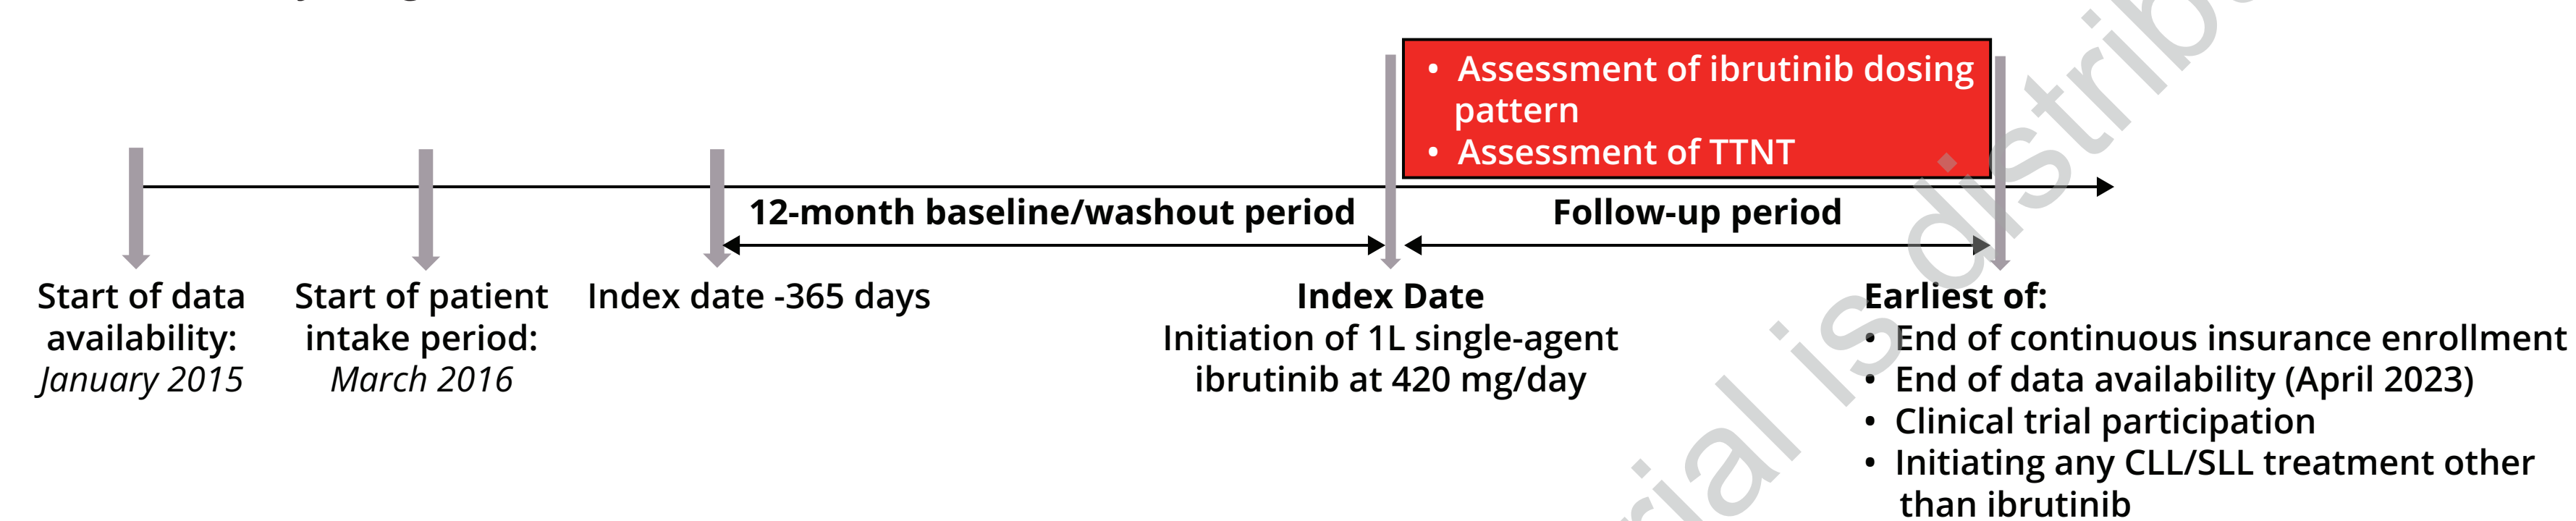 • Assessment of ibrutinib dosing
pattern
• Assessment of TTNT
12-month baseline/washout period
Follow-up period
Start of data
availability:
January 2015
Start of patient
intake period:
March 2016
Index date -365 days
Index Date
Initiation of 1L single-agent
ibrutinib at 420 mg/day
Earliest of:
• End of continuous insurance enrollment
• End of data availability (April 2023)
• Clinical trial participation
• Initiating any CLL/SLL treatment other
than ibrutinib
is